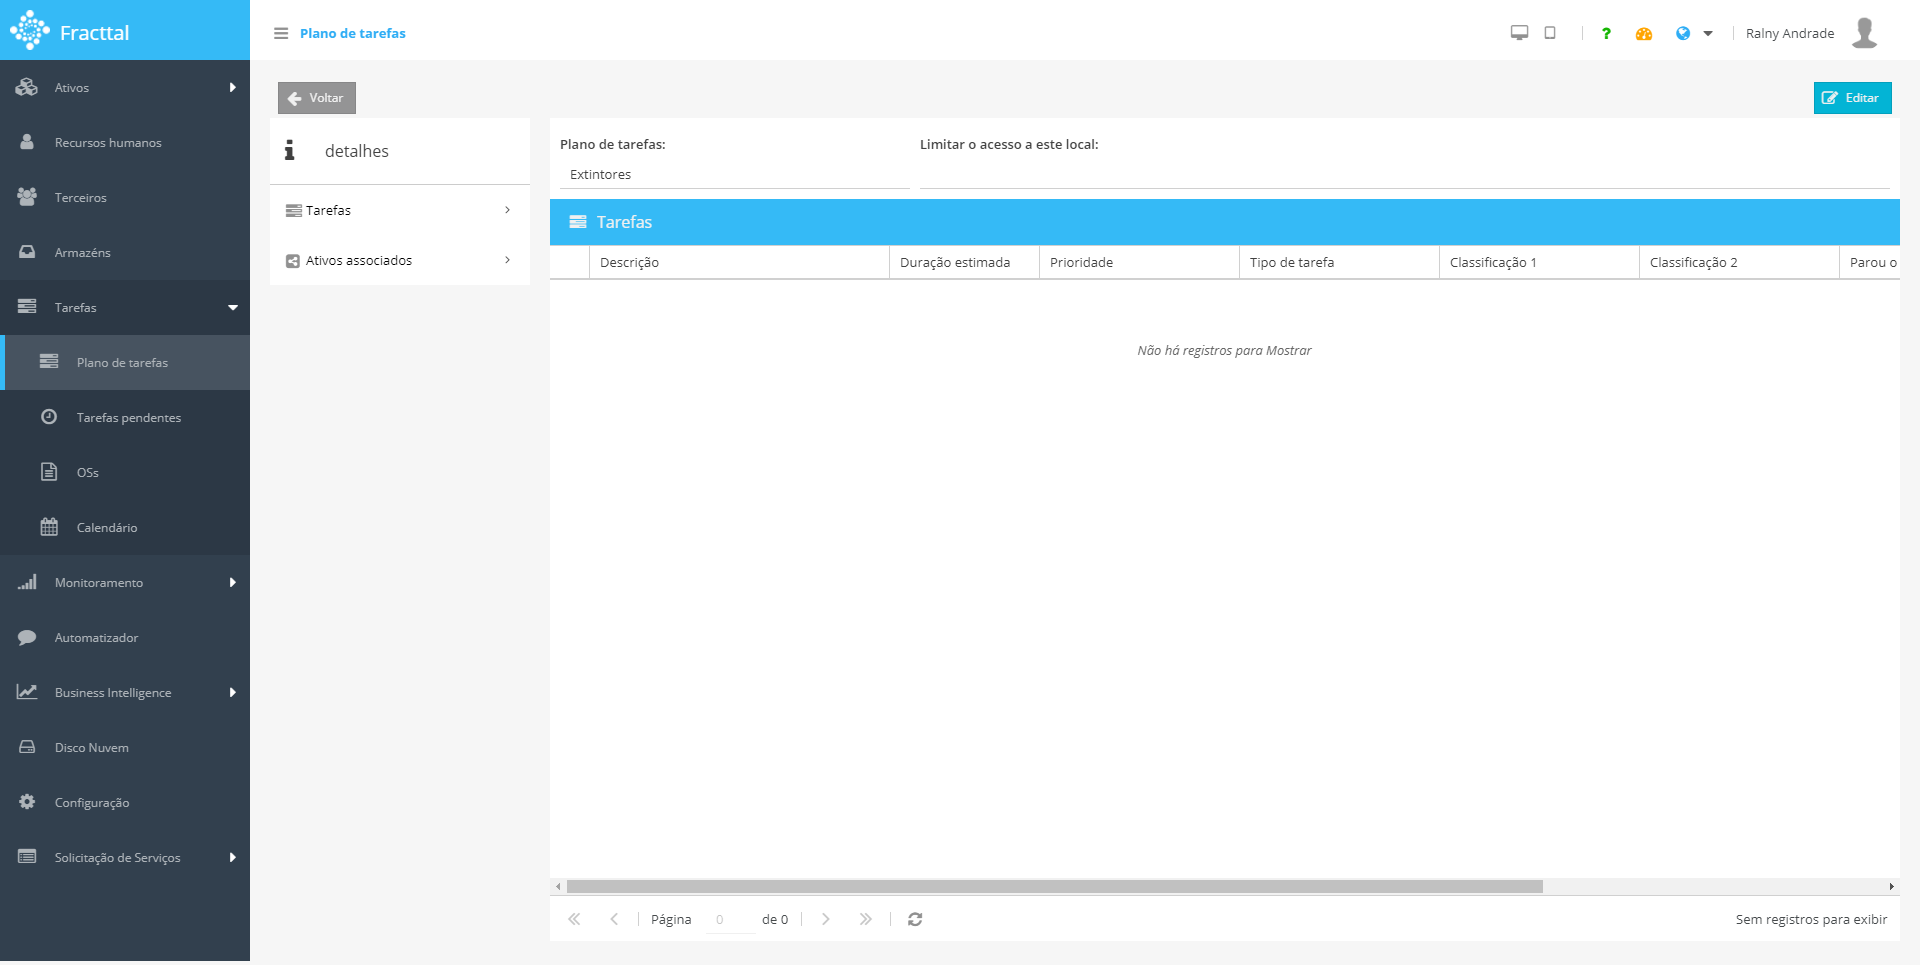 Fracttal
Plano de tarefas
?
Ralny Andrade
Ativos
Recursos humanos
Terceiros
Armazéns
Tarefas
Plano de tarefas
Tarefas pendentes
OSs
Calendário
Monitoramento
Automatizador
Business Intelligence
Disco Nuvem
Configuração
Solicitação de Serviços
Voltar
Editar
detalhes
Tarefas
Ativos associados
Plano de tarefas:
Extintores
Limitar o acesso a este local:
Tarefas
Descrição
Duração estimada
Prioridade
Tipo de tarefa
Classificação 1
Classificação 2
Parou o
Não há registros para Mostrar
Página 0 de 0
Sem registros para exibir